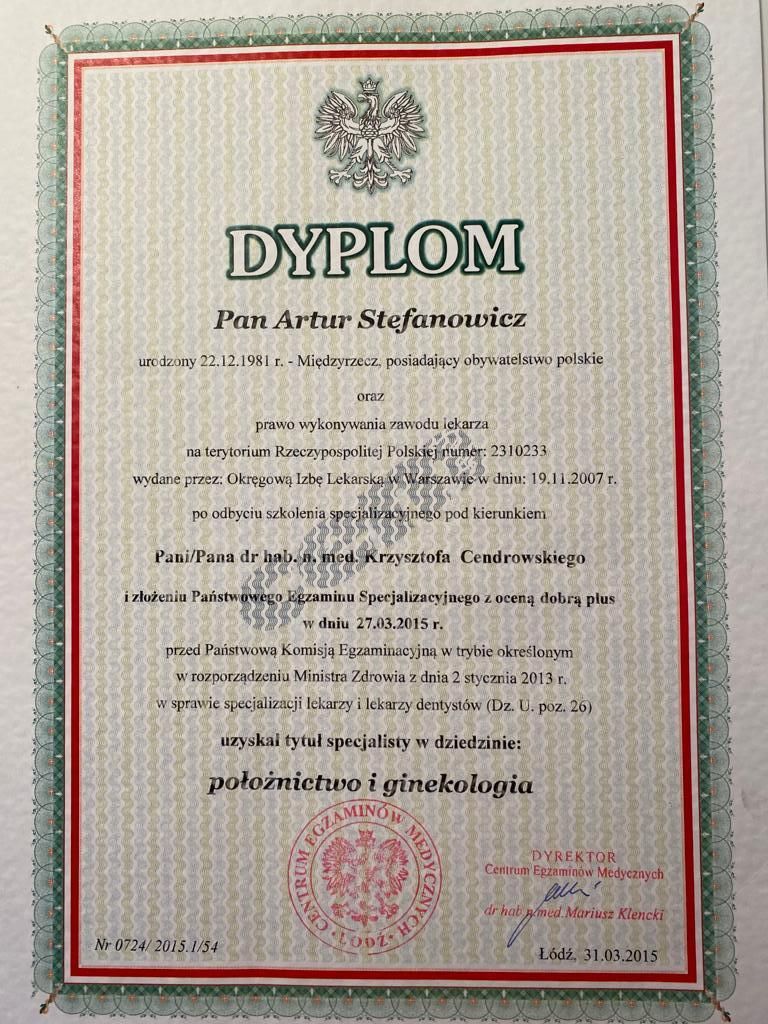 DYPLOM
Pan Artur Stefanowicz
urodzony 22.12.1981 r. - Międzyrzecz, posiadający obywatelstwo polskie
oraz
prawo wykonywania zawodu lekarza
na terytorium Rzeczypospolitej Polskiej numer: 2310233
wydane przez: Okręgową Izbę Lekarską w Warszawie w dniu: 19.11.2007 r.
po odbyciu szkolenia specjalizacyjnego pod kierunkiem
Pani/Pana dr hab. n. med. Krzysztofa Cendrowskiego
i złożeniu Państwowego Egzaminu Specjalizacyjnego z oceną dobrą plus
w dniu 27.03.2015 r.
przed Państwową Komisją Egzaminacyjną w trybie określonym
w rozporządzeniu Ministra Zdrowia z dnia 2 stycznia 2013 r.
w sprawie specjalizacji lekarzy i lekarzy dentystów (Dz. U. poz. 26)
uzyskał tytuł specjalisty w dziedzinie:
położnictwo i ginekologia
CENTRUM EGZAMINÓW MEDYCZNYCH
ŁÓDŹ
DYREKTOR
Centrum Egzaminów Medycznych
dr hab. n. med. Mariusz Klencki
Nr 0724/ 2015.1/54
Łódź, 31.03.2015